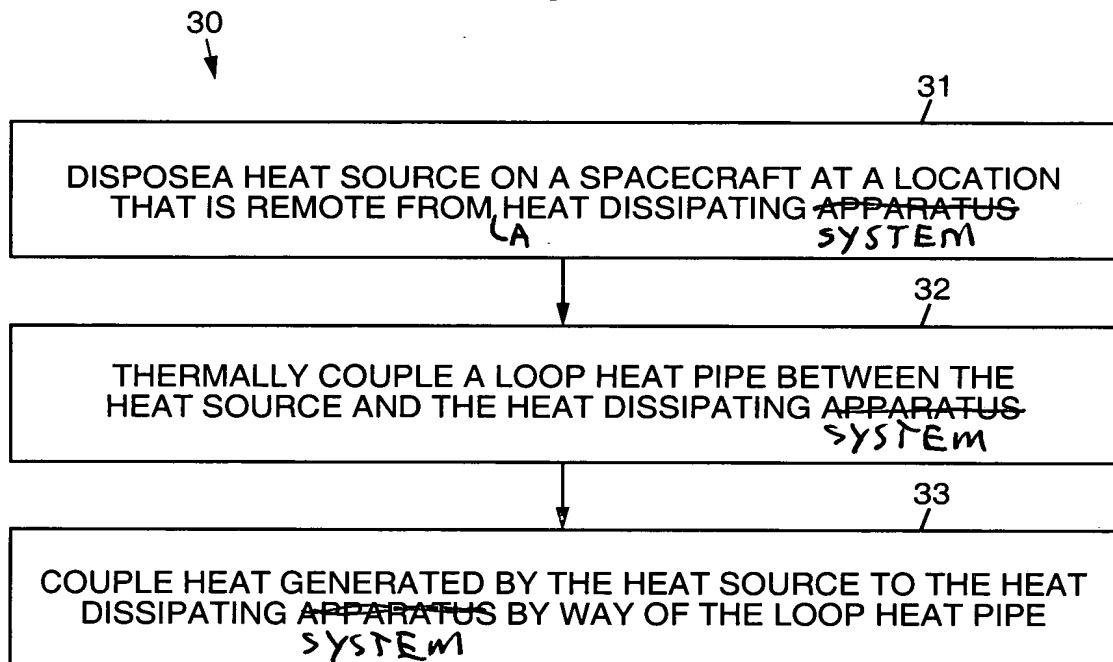 30
31
DISPOSEA HEAT SOURCE ON A SPACECRAFT AT A LOCATION
THAT IS REMOTE FROM HEAT DISSIPATING APPARATUS
A SYSTEM
32
THERMALLY COUPLE A LOOP HEAT PIPE BETWEEN THE
HEAT SOURCE AND THE HEAT DISSIPATING APPARATUS
SYSTEM
33
COUPLE HEAT GENERATED BY THE HEAT SOURCE TO THE HEAT
DISSIPATING APPARATUS BY WAY OF THE LOOP HEAT PIPE
SYSTEM